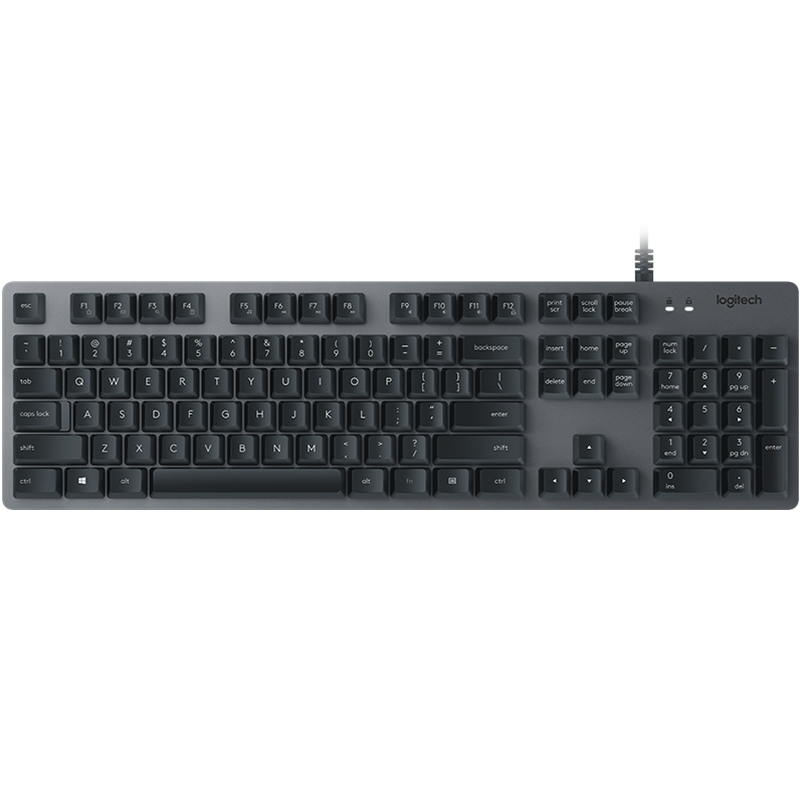 logitech
esc F1 F2 F3 F4 F5 F6 F7 F8 F9 F10 F11 F12 print scr scroll lock pause break
~ ` ! 1 @ 2 # 3 $ 4 % 5 ^ 6 & 7 * 8 ( 9 ) 0 _ - + = backspace insert home page up num lock / * −
tab Q W E R T Y U I O P { [ } ] | \ delete end page down 7 home 8 ▲ 9 pg up +
caps lock A S D F G H J K L : ; " ' enter 4 ◄ 5 6 ►
shift Z X C V B N M < , > . ? / shift ▲ 1 end 2 ▼ 3 pg dn enter
ctrl alt alt fn ctrl ◄ ▼ ► 0 ins . del